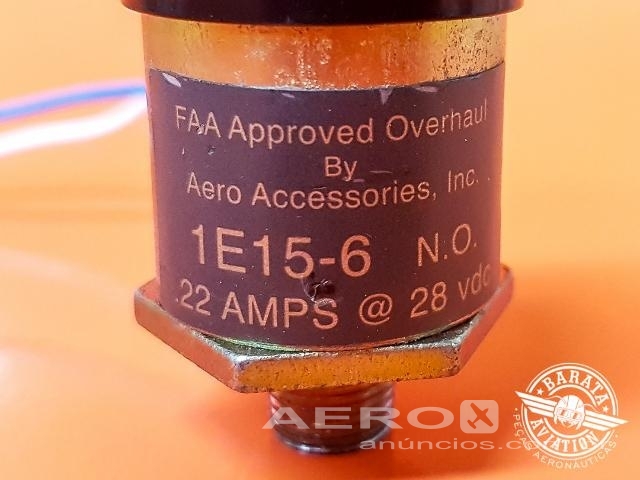 FAA Approved Overhaul
By
Aero Accessories, Inc.
1E15-6 N.O.
.22 AMPS @ 28 vdc
AERO X
anúncios.c
BARATA
AVIATION
PEÇAS AERONÁUTICAS